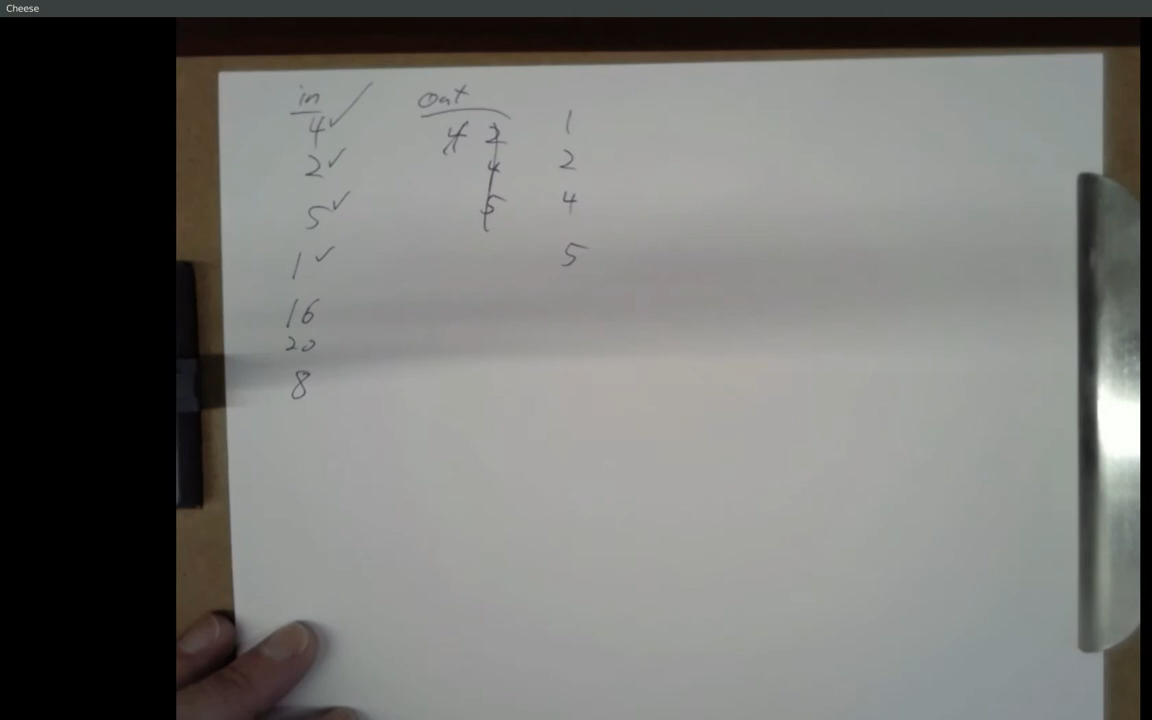 Cheese
in ✓ out
4 ✓ 4 2 1
2 ✓ 4 2
5 ✓ 5 4
1 ✓ 5
16
20
8